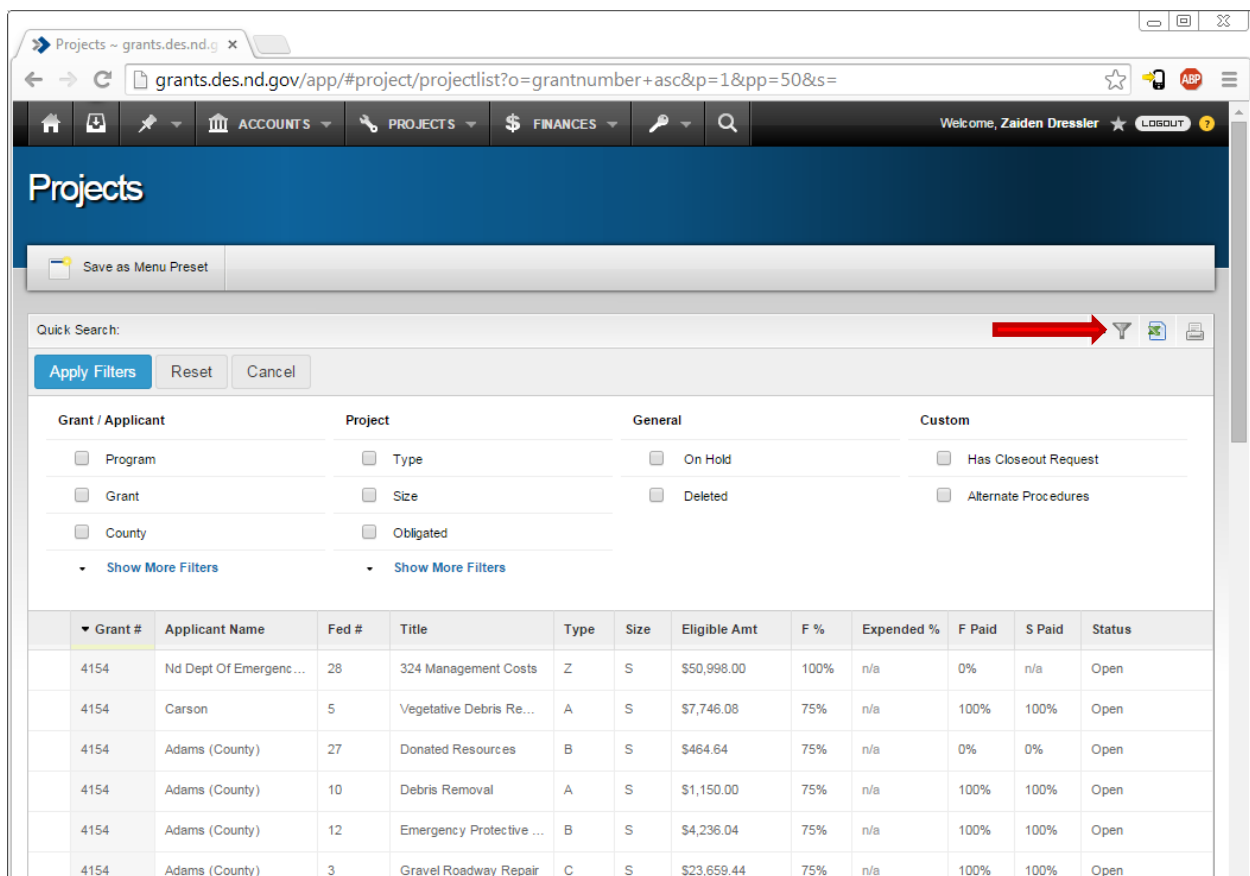 Projects ~ grants.des.nd.g
grants.des.nd.gov/app/#project/projectlist?o=grantnumber+asc&p=1&pp=50&s=
ABP
ACCOUNTS PROJECTS $ FINANCES Welcome, Zaiden Dressler LOGOUT ?
Projects
Save as Menu Preset
Quick Search:
Apply Filters Reset Cancel
Grant / Applicant Project General Custom
Program Type On Hold Has Closeout Request
Grant Size Deleted Alternate Procedures
County Obligated
Show More Filters Show More Filters
Grant # Applicant Name Fed # Title Type Size Eligible Amt F % Expended % F Paid S Paid Status
4154 Nd Dept Of Emergenc... 28 324 Management Costs Z S $50,998.00 100% n/a 0% n/a Open
4154 Carson 5 Vegetative Debris Re... A S $7,746.08 75% n/a 100% 100% Open
4154 Adams (County) 27 Donated Resources B S $464.64 75% n/a 0% 0% Open
4154 Adams (County) 10 Debris Removal A S $1,150.00 75% n/a 100% 100% Open
4154 Adams (County) 12 Emergency Protective ... B S $4,236.04 75% n/a 100% 100% Open
4154 Adams (County) 3 Gravel Roadway Repair C S $23,659.44 75% n/a 100% 100% Open